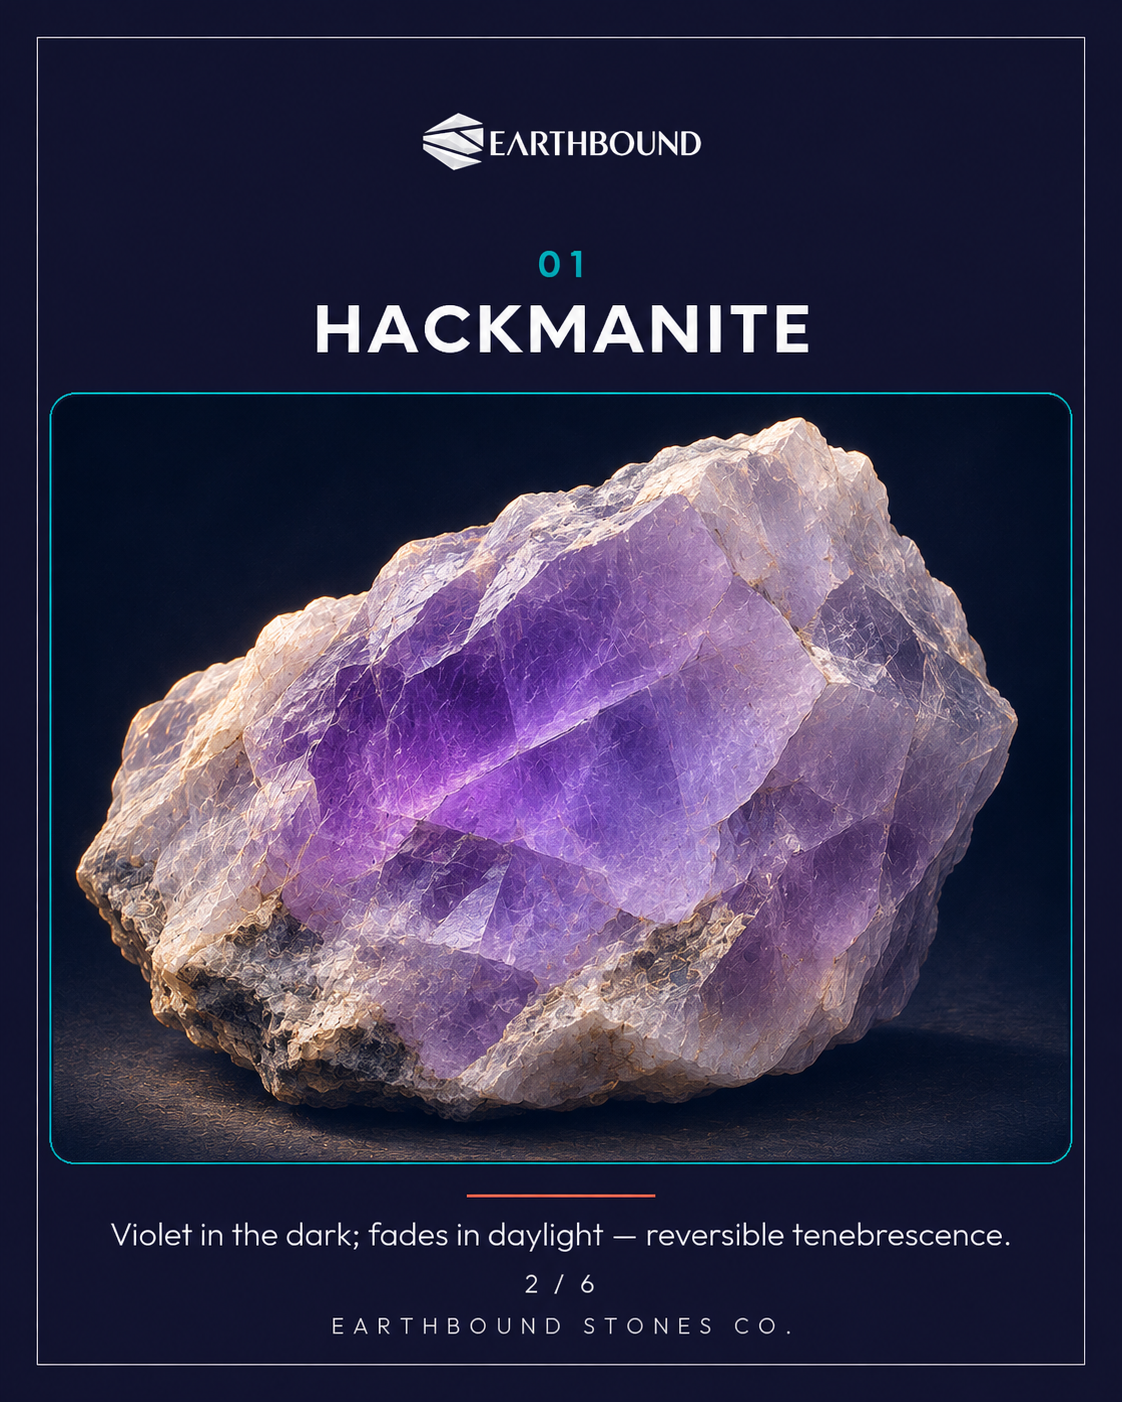 EARTHBOUND
01
HACKMANITE
Violet in the dark; fades in daylight — reversible tenebrescence.
2 / 6
EARTHBOUND STONES CO.